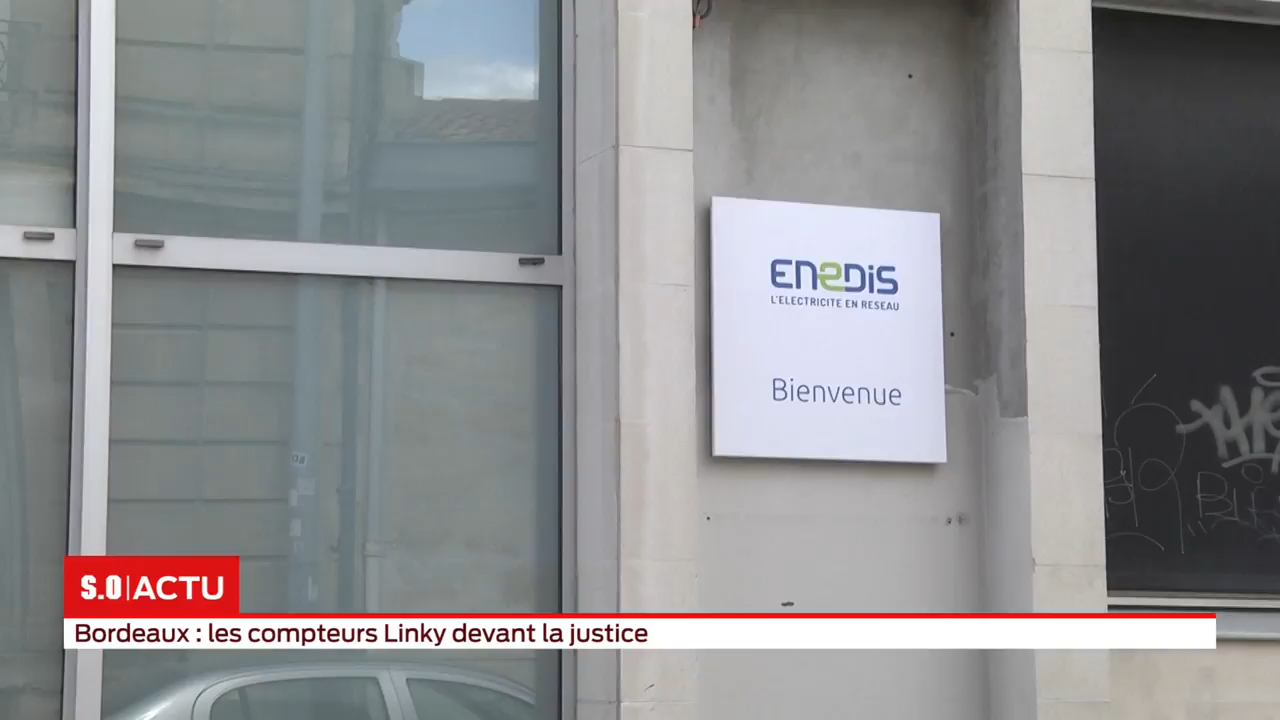 ENEDIS
L'ELECTRICITE EN RESEAU
Bienvenue
S.O ACTU
Bordeaux : les compteurs Linky devant la justice